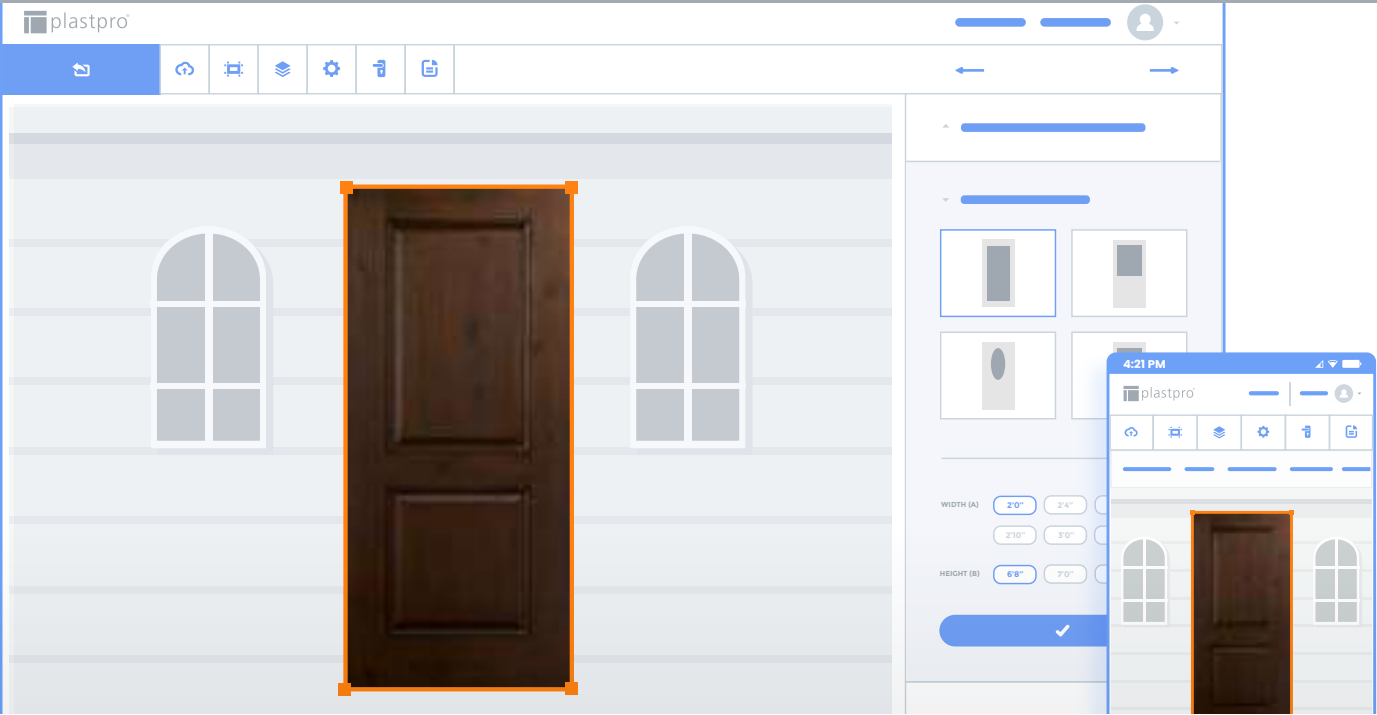 plastpro
4:21 PM
plastpro
WIDTH (A) 2'0" 2'4"
2'10" 3'0"
HEIGHT (B) 6'8" 7'0"